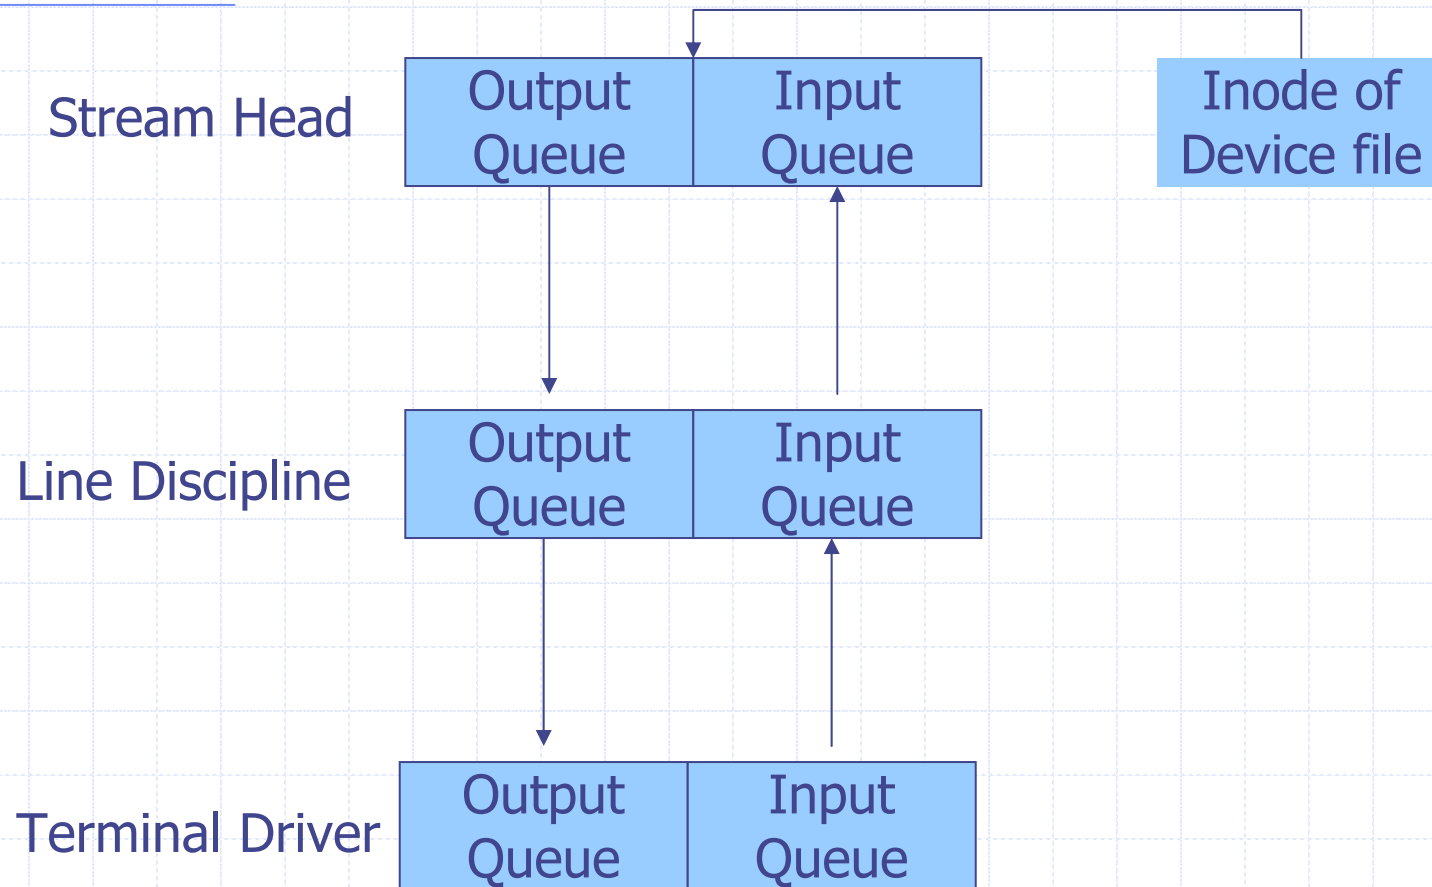 Stream Head
Output
Queue
Input
Queue
Inode of
Device file
Line Discipline
Output
Queue
Input
Queue
Terminal Driver
Output
Queue
Input
Queue